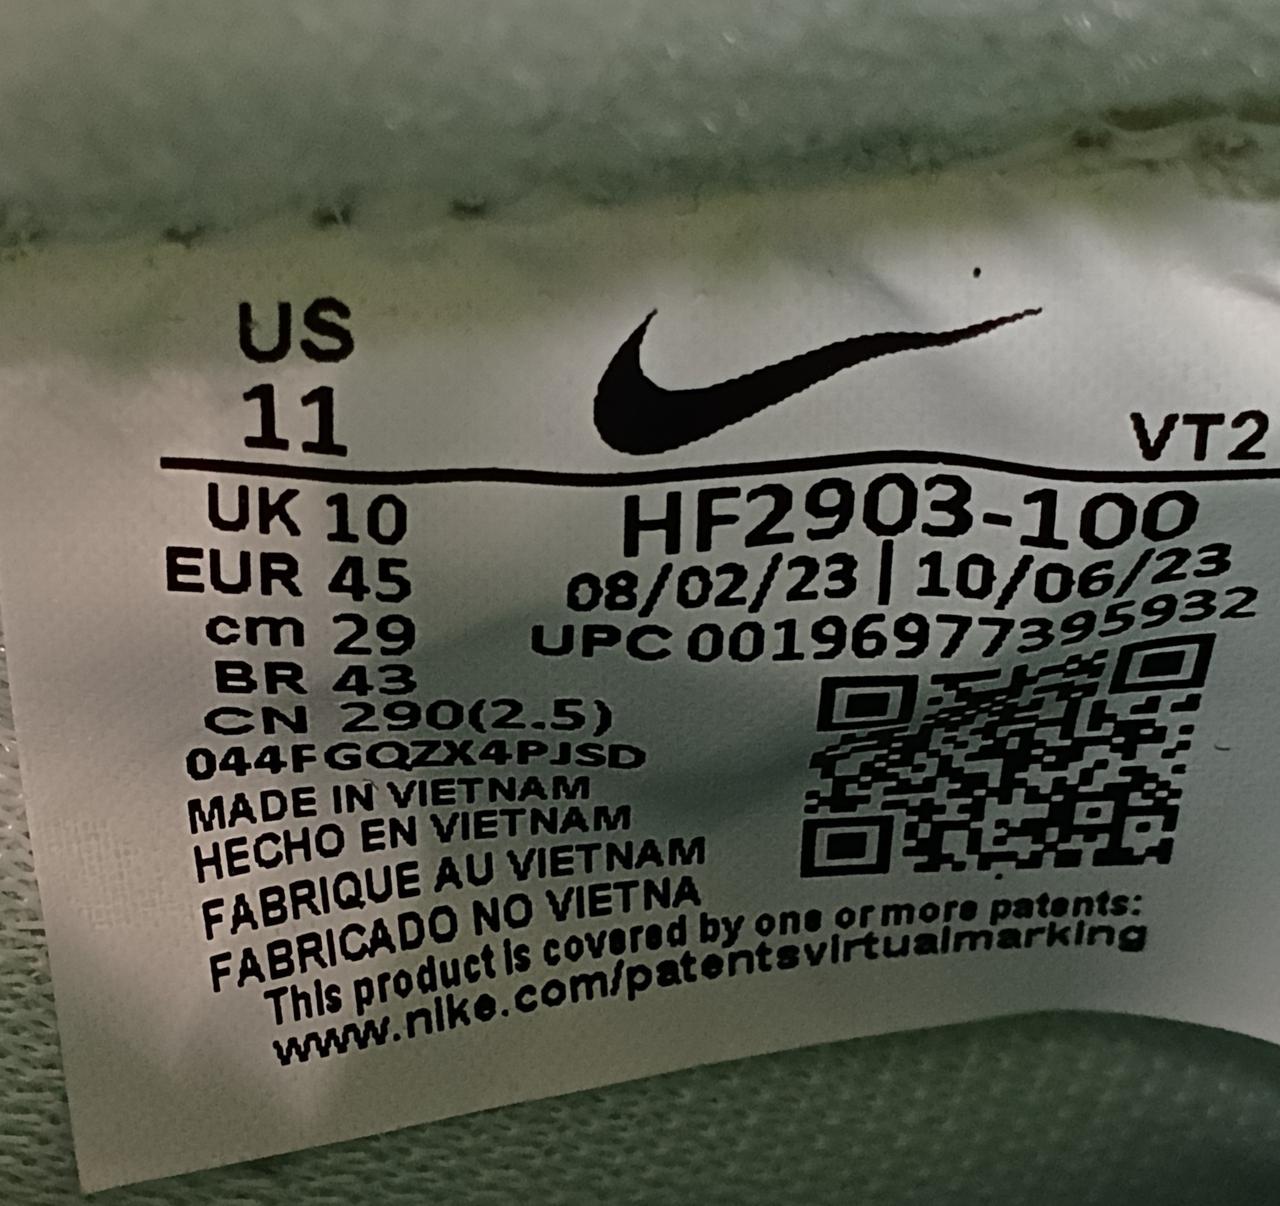 US
11
VT2
UK 10
EUR 45
cm 29
BR 43
CN 290(2.5)
HF2903-100
08/02/23 | 10/06/23
UPC 00196977395932
044FGQZX4PJSD
MADE IN VIETNAM
HECHO EN VIETNAM
FABRIQUE AU VIETNAM
FABRICADO NO VIETNA
This product is covered by one or more patents:
www.nike.com/patentsvirtualmarking